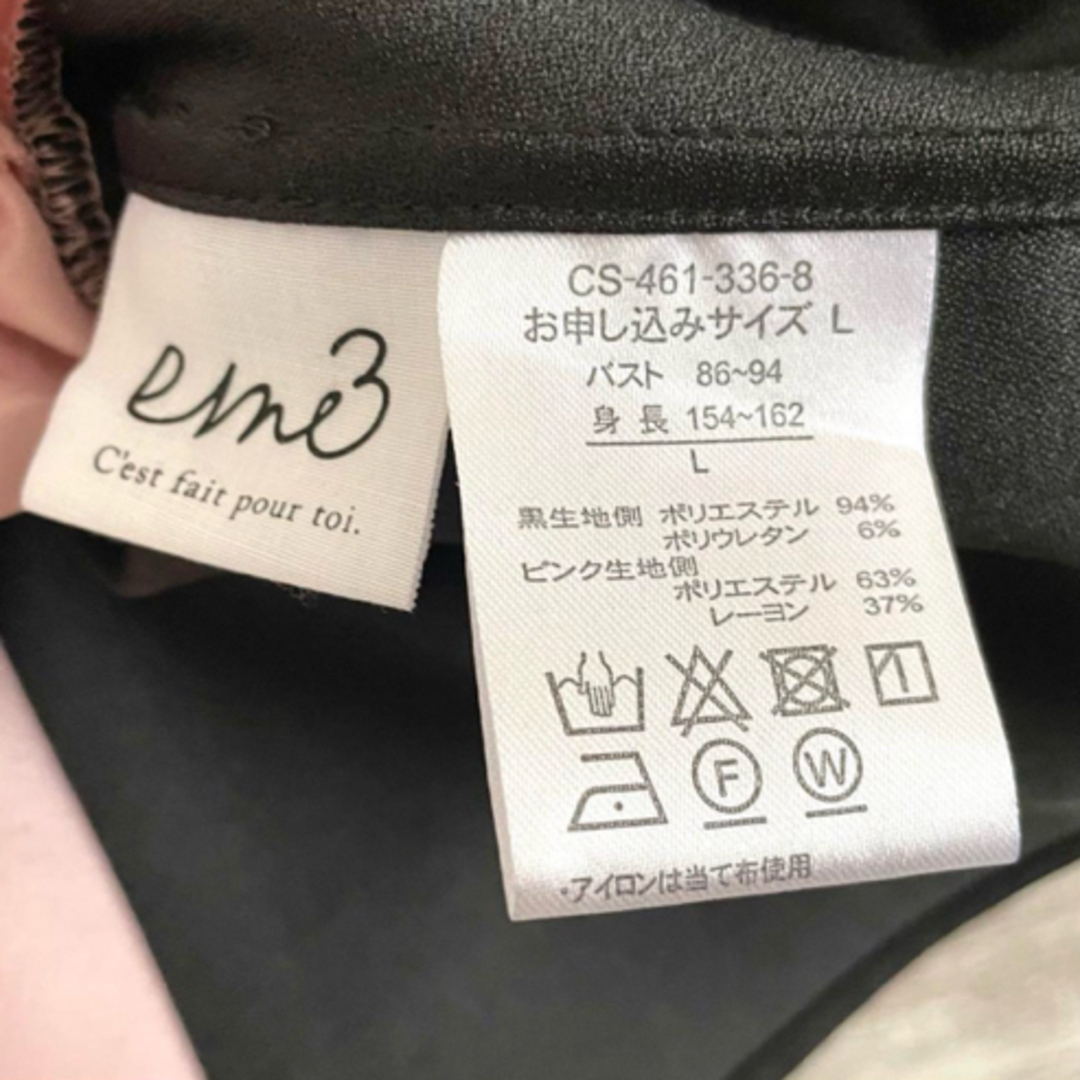 eme3
C'est fait pour toi.
CS-461-336-8
お申し込みサイズ L
バスト 86~94
身 長 154~162
L
黒生地側 ポリエステル 94%
ポリウレタン 6%
ピンク生地側
ポリエステル 63%
レーヨン 37%
F W
・アイロンは当て布使用